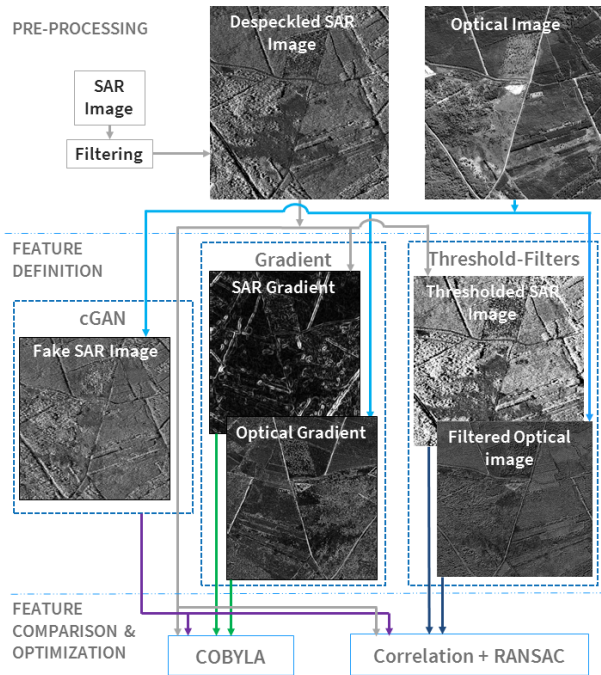 PRE-PROCESSING
Despeckled SAR
Image
Optical Image
SAR
Image
Filtering
FEATURE
DEFINITION
Gradient
Threshold-Filters
SAR Gradient
Thresholded SAR
Image
cGAN
Fake SAR Image
Optical Gradient
Filtered Optical
image
FEATURE
COMPARISON &
OPTIMIZATION
COBYLA
Correlation + RANSAC